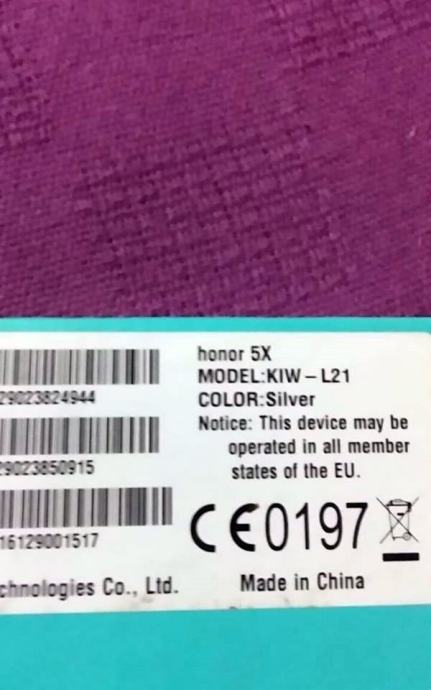 honor 5X
MODEL:KIW-L21
COLOR:Silver
Notice: This device may be
operated in all member
states of the EU.
29023824944
29023850915
16129001517
CE0197
chnologies Co., Ltd.
Made in China